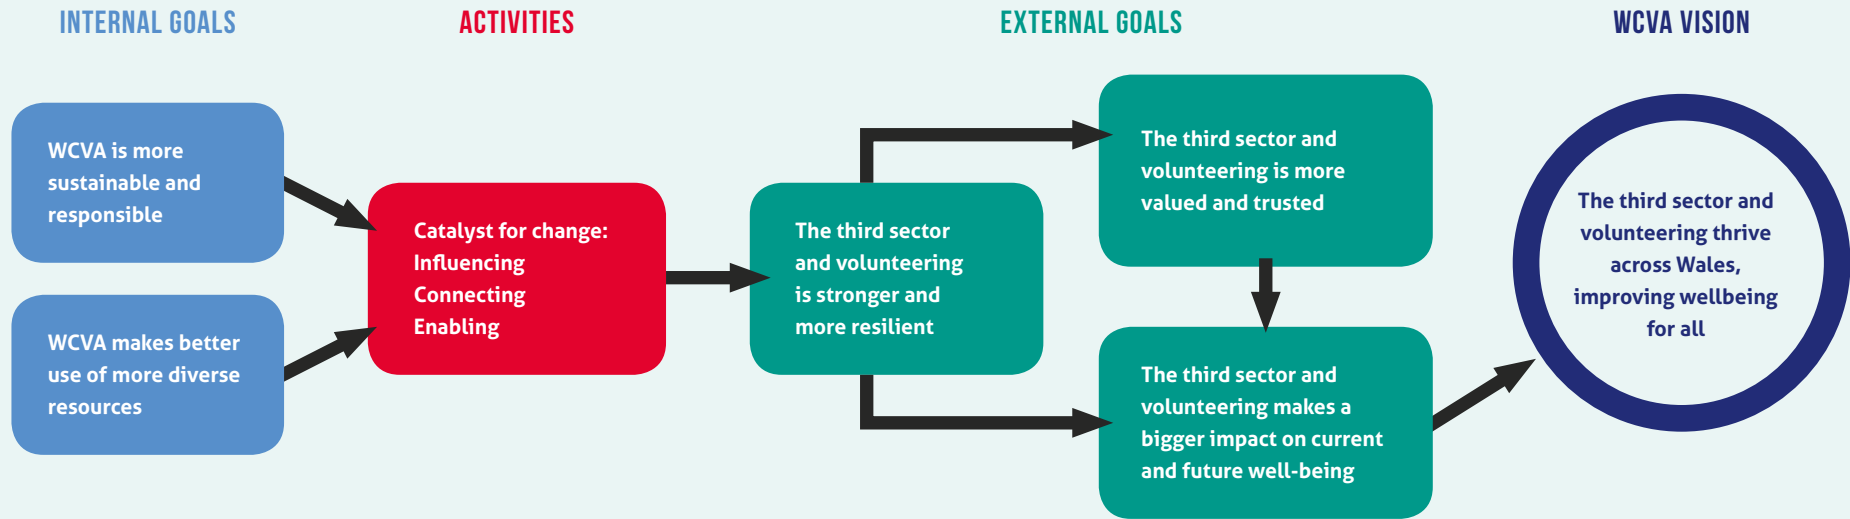 INTERNAL GOALS
ACTIVITIES
EXTERNAL GOALS
WCVA VISION
WCVA is more
sustainable and
responsible
WCVA makes better
use of more diverse
resources
Catalyst for change:
Influencing
Connecting
Enabling
The third sector
and volunteering
is stronger and
more resilient
The third sector and
volunteering is more
valued and trusted
The third sector and
volunteering makes a
bigger impact on current
and future well-being
The third sector and
volunteering thrive
across Wales,
improving wellbeing
for all